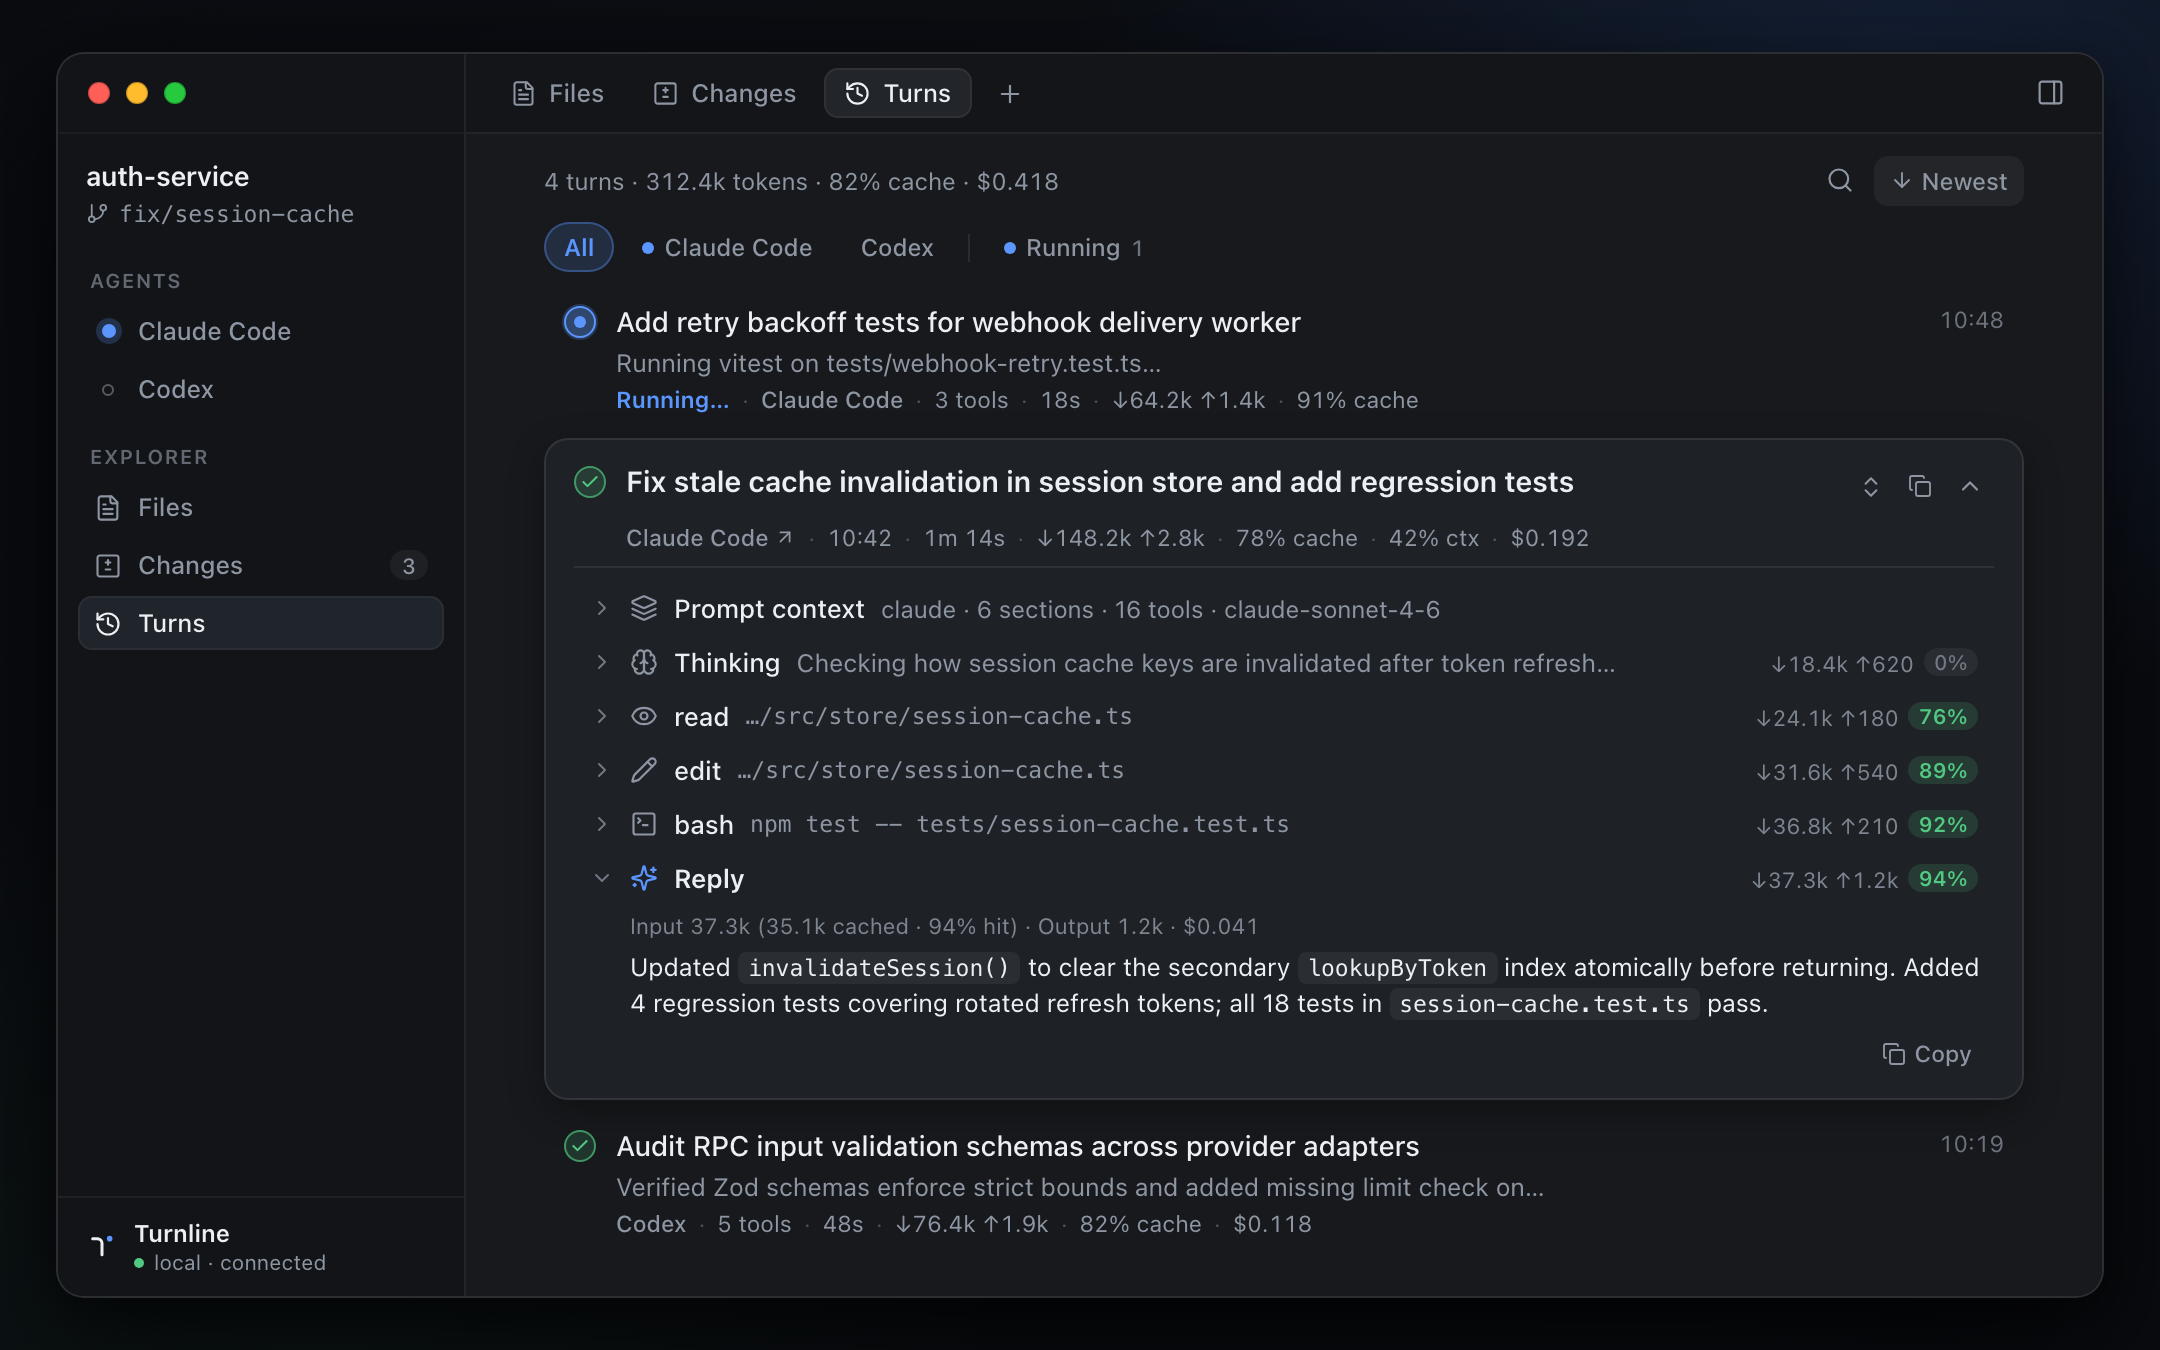 Files
Changes
Turns
auth-service
fix/session-cache
AGENTS
Claude Code
Codex
EXPLORER
Files
Changes 3
Turns
Turnline
local · connected
4 turns · 312.4k tokens · 82% cache · $0.418
↓ Newest
All
Claude Code
Codex
Running 1
Add retry backoff tests for webhook delivery worker 10:48
Running vitest on tests/webhook-retry.test.ts…
Running… · Claude Code · 3 tools · 18s · ↓64.2k ↑1.4k · 91% cache
Fix stale cache invalidation in session store and add regression tests
Claude Code ↗ · 10:42 · 1m 14s · ↓148.2k ↑2.8k · 78% cache · 42% ctx · $0.192
Prompt context claude · 6 sections · 16 tools · claude-sonnet-4-6
Thinking Checking how session cache keys are invalidated after token refresh… ↓18.4k ↑620 0%
read …/src/store/session-cache.ts ↓24.1k ↑180 76%
edit …/src/store/session-cache.ts ↓31.6k ↑540 89%
bash npm test -- tests/session-cache.test.ts ↓36.8k ↑210 92%
Reply ↓37.3k ↑1.2k 94%
Input 37.3k (35.1k cached · 94% hit) · Output 1.2k · $0.041
Updated invalidateSession() to clear the secondary lookupByToken index atomically before returning. Added
4 regression tests covering rotated refresh tokens; all 18 tests in session-cache.test.ts pass.
Copy
Audit RPC input validation schemas across provider adapters 10:19
Verified Zod schemas enforce strict bounds and added missing limit check on…
Codex · 5 tools · 48s · ↓76.4k ↑1.9k · 82% cache · $0.118